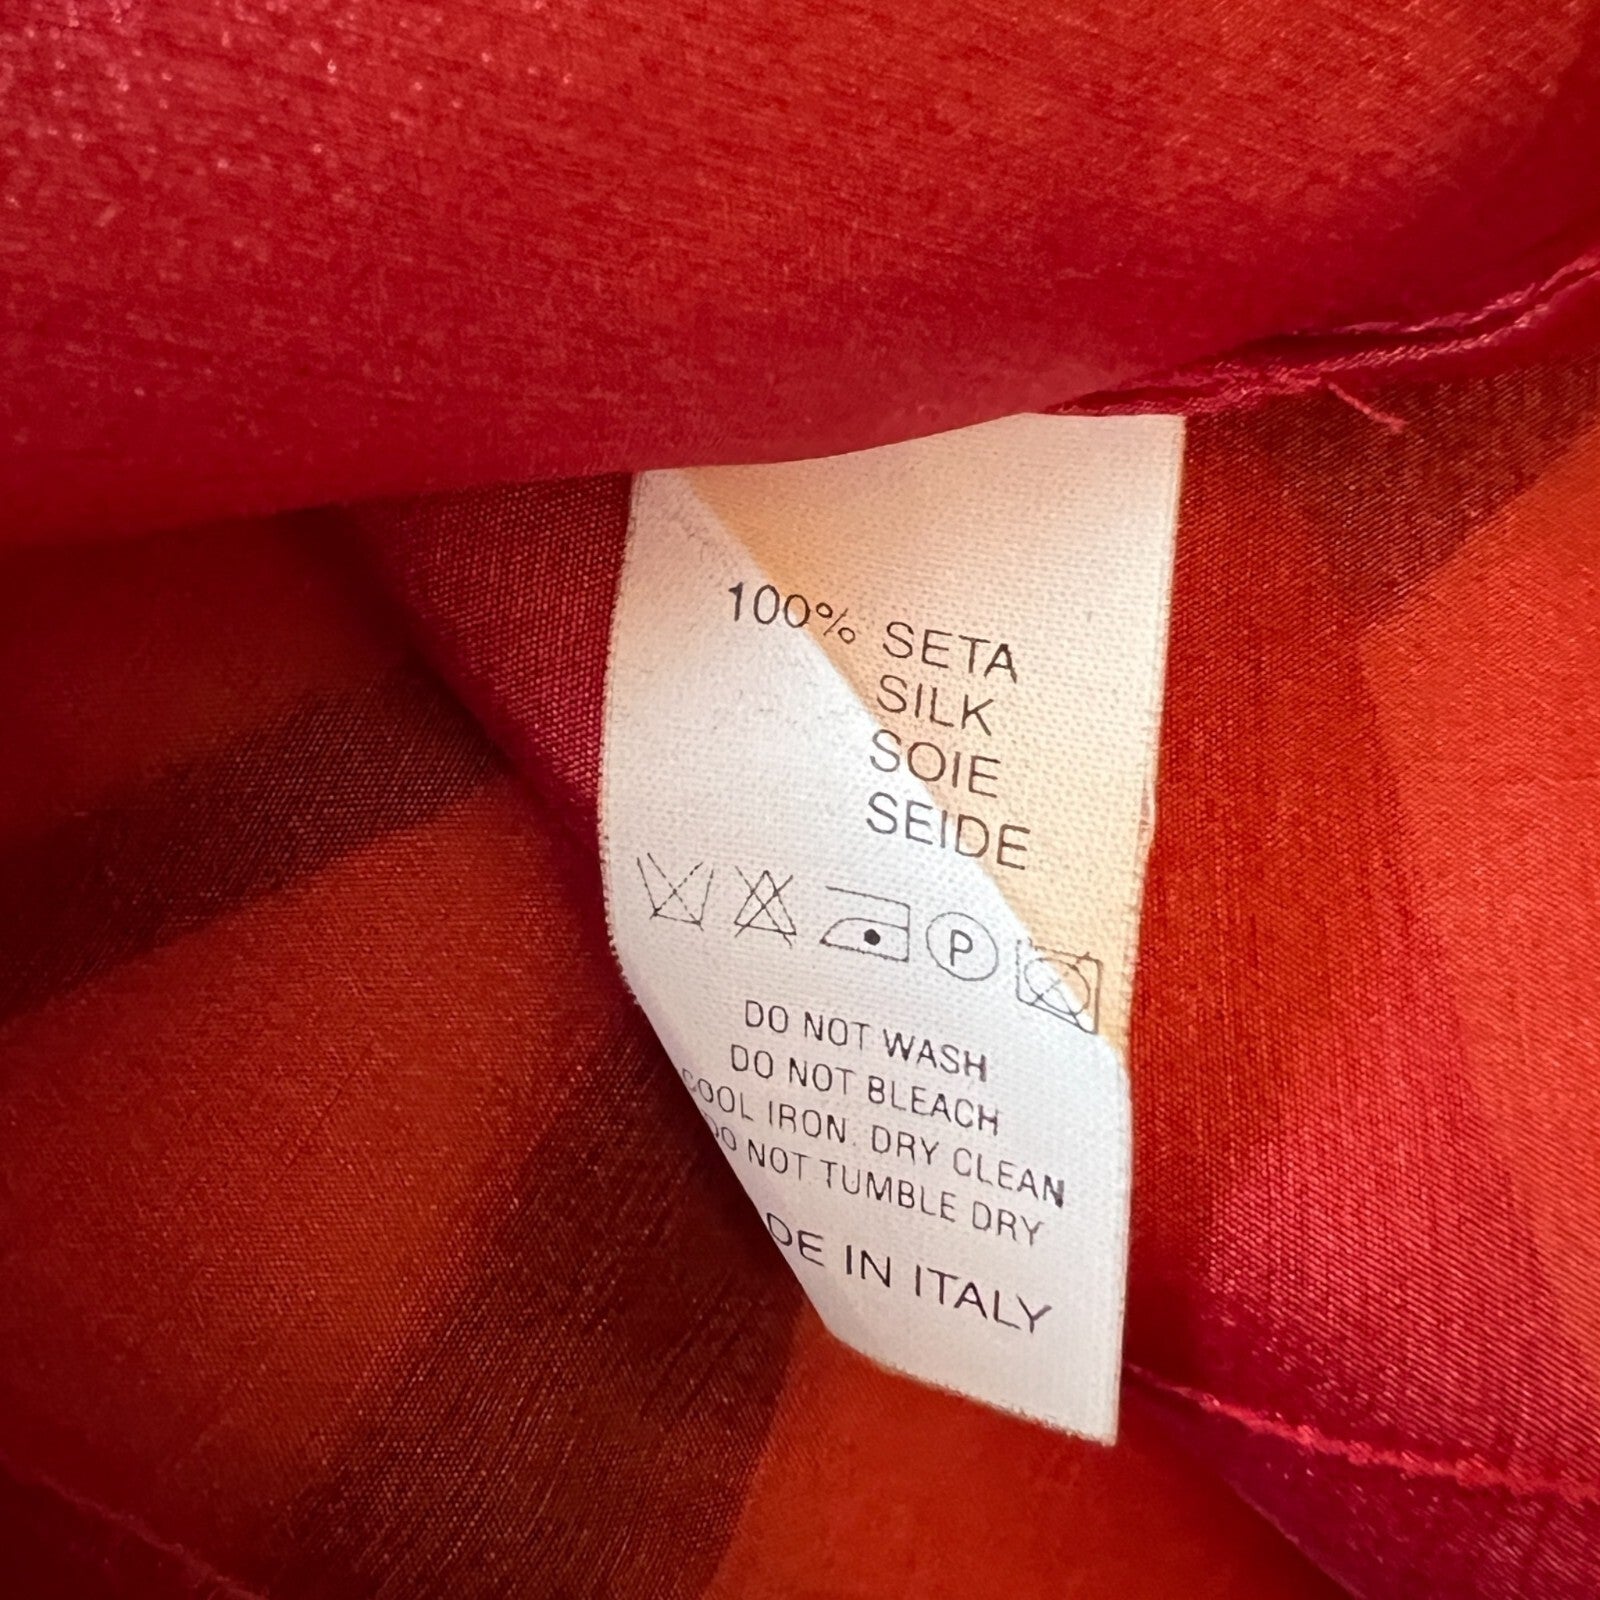 100% SETA
SILK
SOIE
SEIDE
P
DO NOT WASH
DO NOT BLEACH
COOL IRON. DRY CLEAN
DO NOT TUMBLE DRY
DE IN ITALY